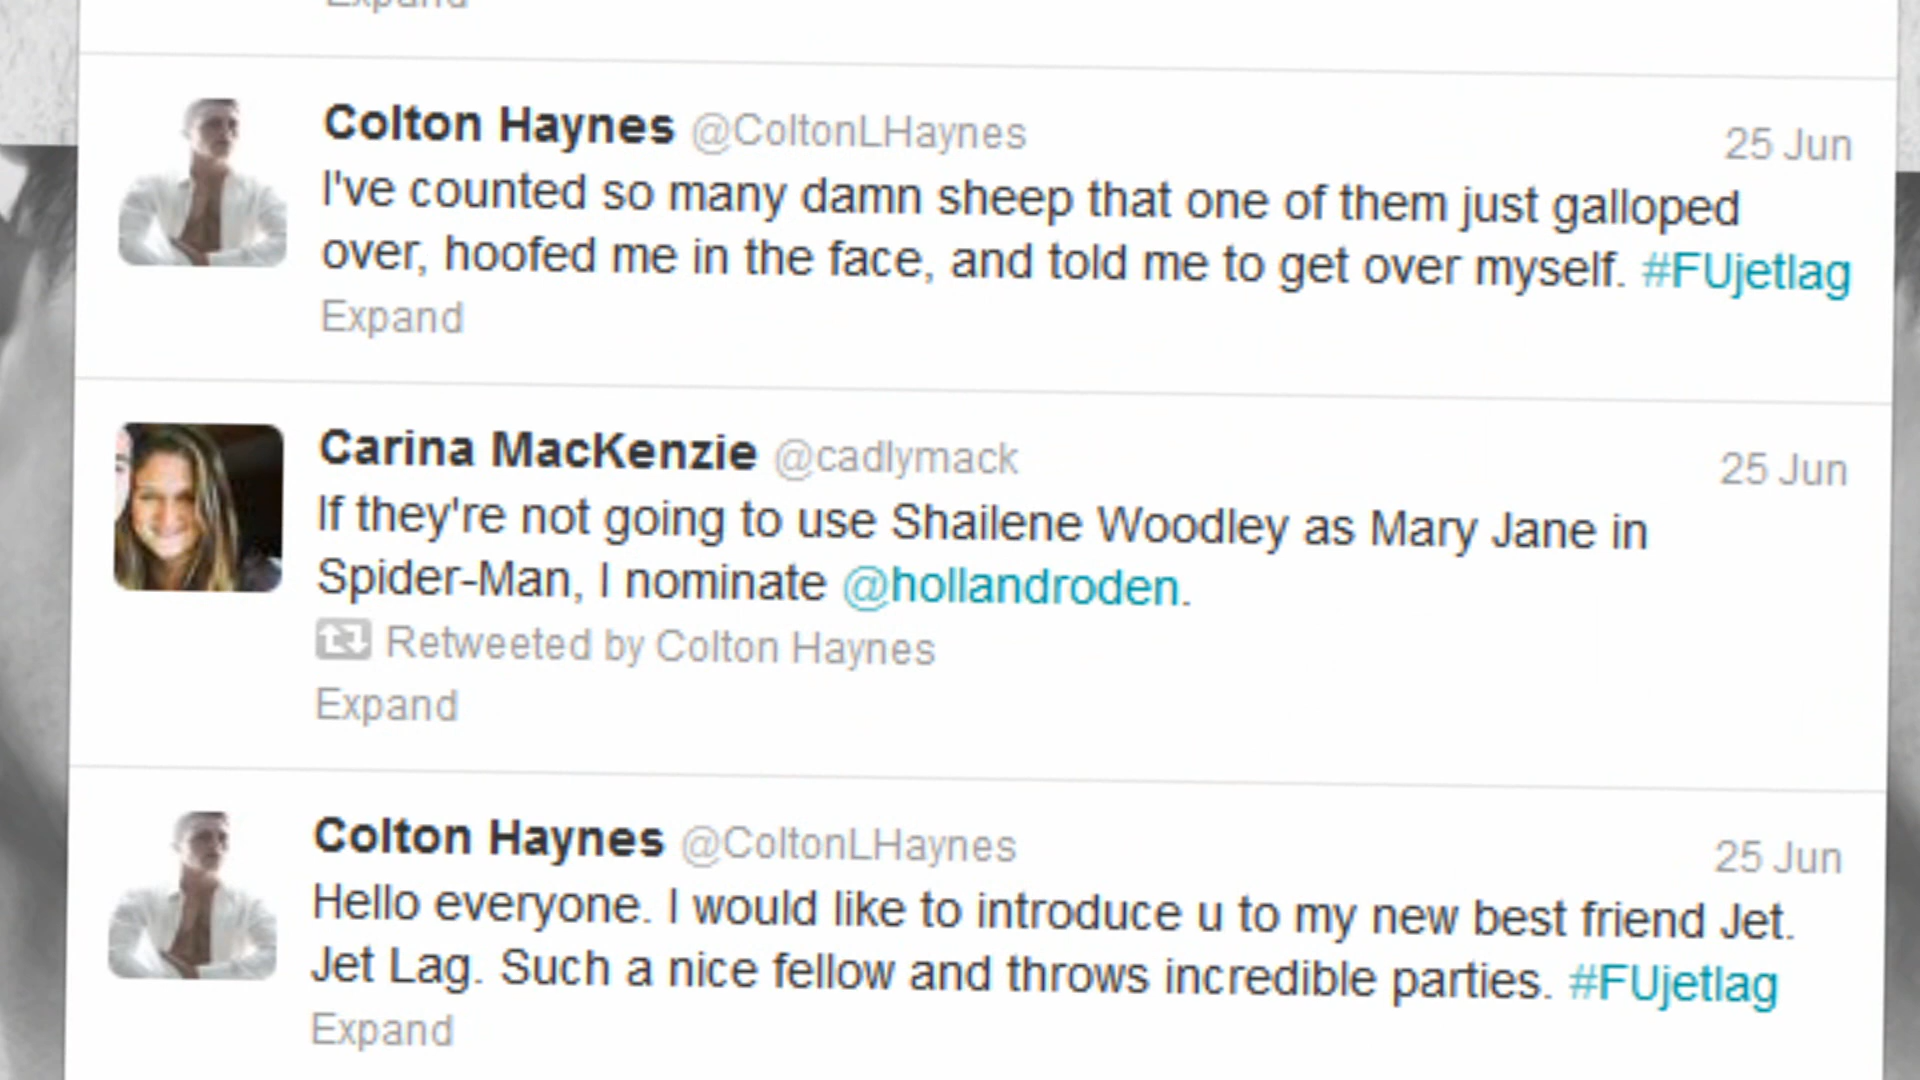 Expand
Colton Haynes @ColtonLHaynes 25 Jun
I've counted so many damn sheep that one of them just galloped
over, hoofed me in the face, and told me to get over myself. #FUjetlag
Expand
Carina MacKenzie @cadlymack 25 Jun
If they're not going to use Shailene Woodley as Mary Jane in
Spider-Man, I nominate @hollandroden.
Retweeted by Colton Haynes
Expand
Colton Haynes @ColtonLHaynes 25 Jun
Hello everyone. I would like to introduce u to my new best friend Jet.
Jet Lag. Such a nice fellow and throws incredible parties. #FUjetlag
Expand